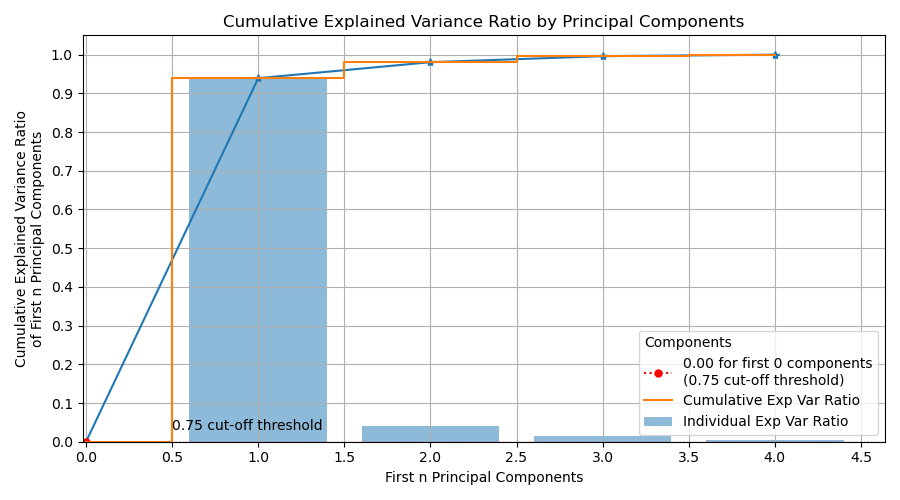 Cumulative Explained Variance Ratio by Principal Components
Cumulative Explained Variance Ratio
of First n Principal Components
1.0
0.9
0.8
0.7
0.6
0.5
0.4
0.3
0.2
0.1
0.0
0.75 cut-off threshold
Components
0.00 for first 0 components
(0.75 cut-off threshold)
Cumulative Exp Var Ratio
Individual Exp Var Ratio
0.0 0.5 1.0 1.5 2.0 2.5 3.0 3.5 4.0 4.5
First n Principal Components